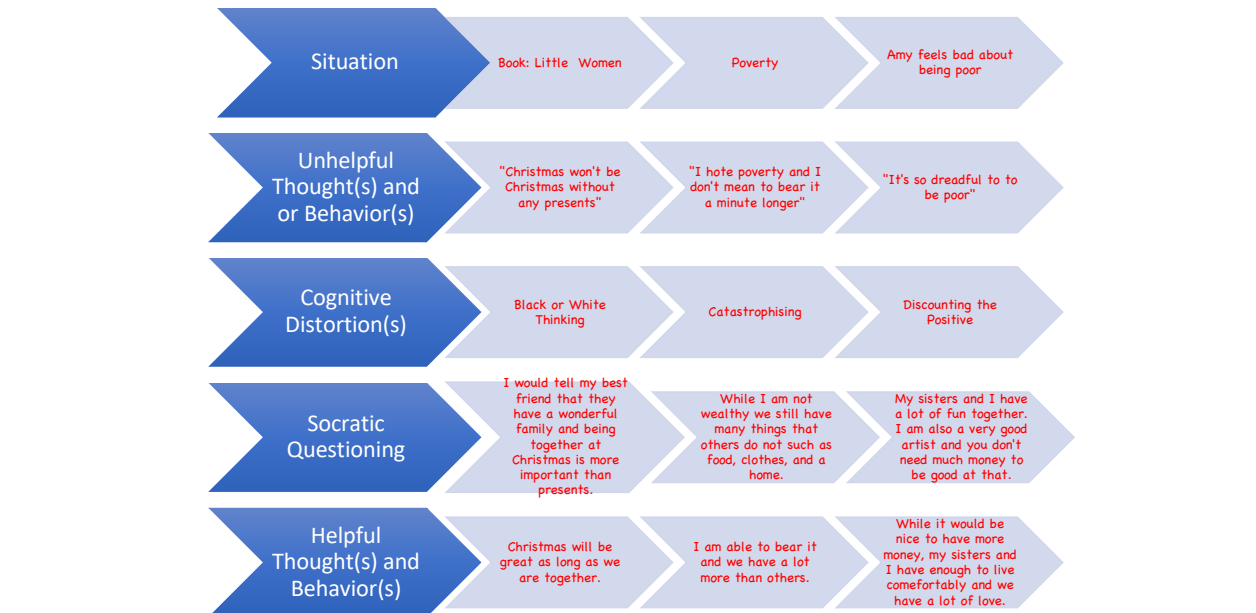 Situation
Book: Little Women
Poverty
Amy feels bad about
being poor
Unhelpful
Thought(s) and
or Behavior(s)
"Christmas won't be
Christmas without
any presents"
"I hote poverty and I
don't mean to bear it
a minute longer"
"It's so dreadful to to
be poor"
Cognitive
Distortion(s)
Black or White
Thinking
Catastrophising
Discounting the
Positive
Socratic
Questioning
I would tell my best
friend that they
have a wonderful
family and being
together at
Christmas is more
important than
presents.
While I am not
wealthy we still have
many things that
others do not such as
food, clothes, and a
home.
My sisters and I have
a lot of fun together.
I am also a very good
artist and you don't
need much money to
be good at that.
Helpful
Thought(s) and
Behavior(s)
Christmas will be
great as long as we
are together.
I am able to bear it
and we have a lot
more than others.
While it would be
nice to have more
money, my sisters and
I have enough to live
comefortably and we
have a lot of love.